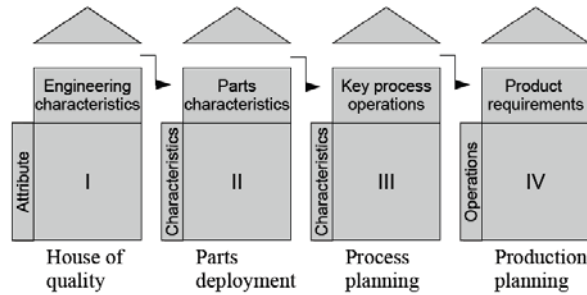 Engineering
characteristics
Attribute
I
House of
quality
Parts
characteristics
Characteristics
II
Parts
deployment
Key process
operations
Characteristics
III
Process
planning
Product
requirements
Operations
IV
Production
planning